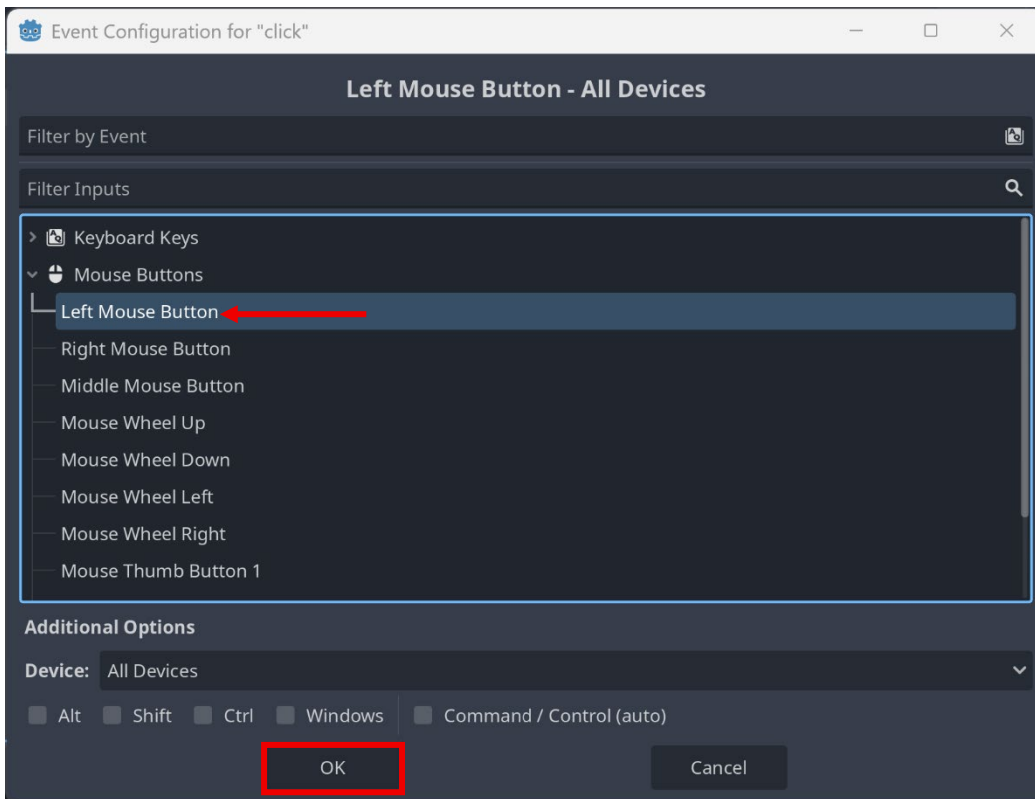 Event Configuration for "click"
Left Mouse Button - All Devices
Filter by Event
Filter Inputs
Keyboard Keys
Mouse Buttons
Left Mouse Button
Right Mouse Button
Middle Mouse Button
Mouse Wheel Up
Mouse Wheel Down
Mouse Wheel Left
Mouse Wheel Right
Mouse Thumb Button 1
Additional Options
Device: All Devices
Alt Shift Ctrl Windows Command / Control (auto)
OK Cancel